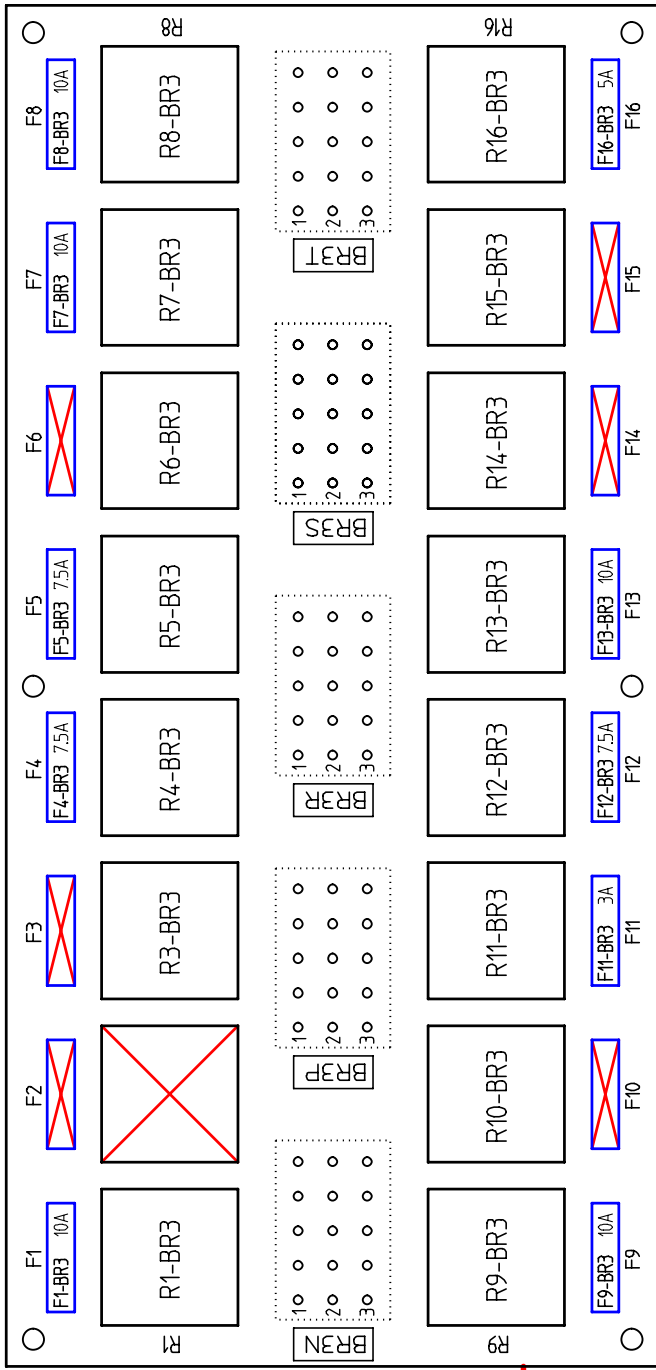 F1
F1-BR3 10A
F2
F3
F4
F4-BR3 7.5A
F5
F5-BR3 7.5A
F6
F7
F7-BR3 10A
F8
F8-BR3 10A
R1
R1-BR3
R3-BR3
R4-BR3
R5-BR3
R6-BR3
R7-BR3
R8-BR3
R8
BR3N
1
2
3
BR3P
1
2
3
BR3R
1
2
3
BR3S
1
2
3
BR3T
1
2
3
R9
R9-BR3
R10-BR3
R11-BR3
R12-BR3
R13-BR3
R14-BR3
R15-BR3
R16-BR3
R16
F9-BR3 10A
F9
F10
F11-BR3 3A
F11
F12-BR3 7.5A
F12
F13-BR3 10A
F13
F14
F15
F16-BR3 5A
F16